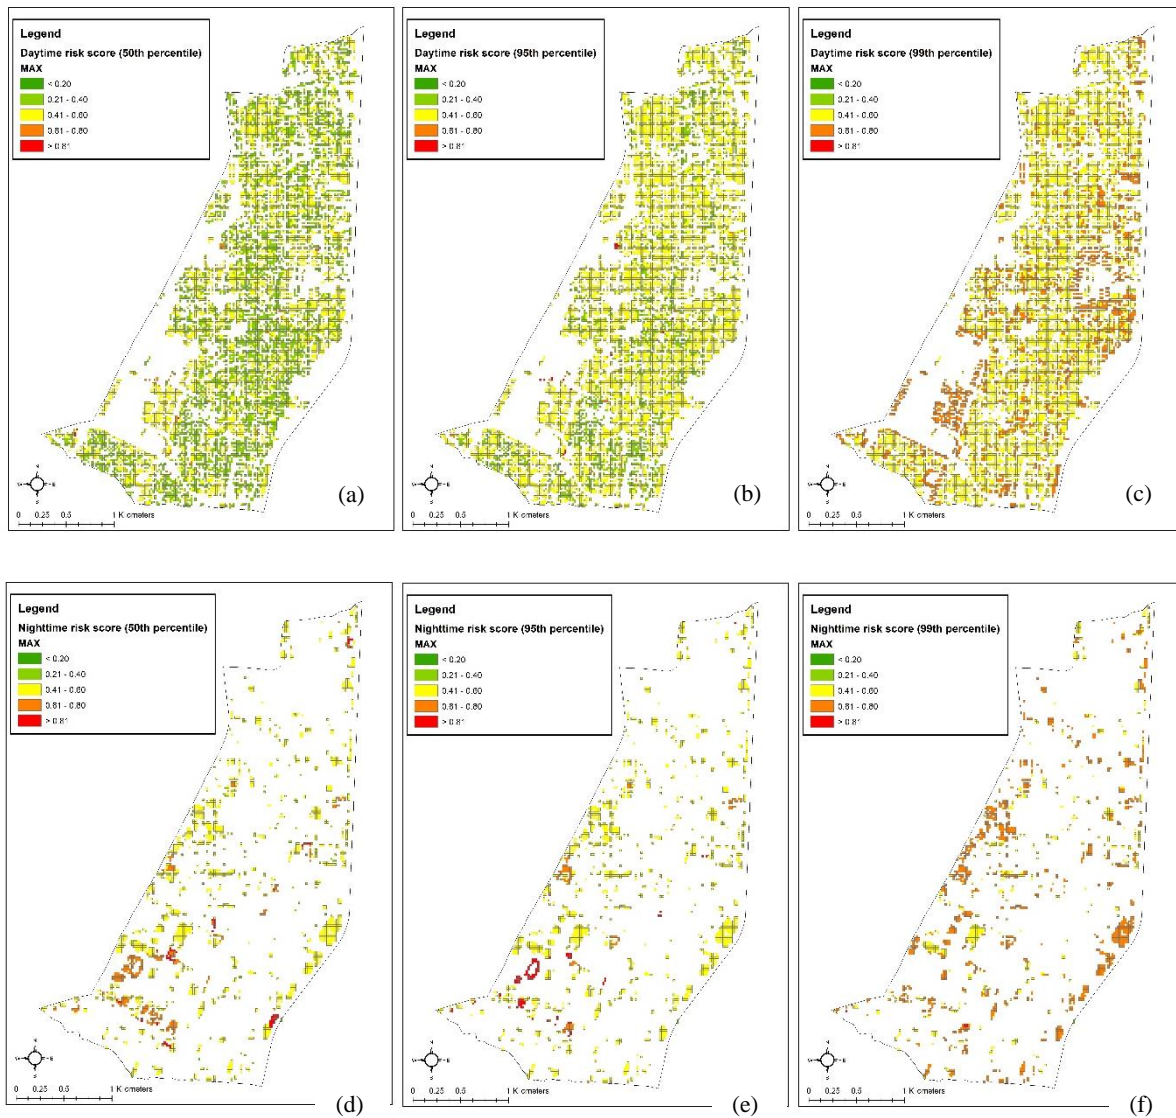 Legend
Daytime risk score (50th percentile)
MAX
< 0.20
0.21 - 0.40
0.41 - 0.60
0.61 - 0.80
> 0.81
N
W E
S
0 0.25 0.5 1 K cmeters
(a)
Legend
Daytime risk score (95th percentile)
MAX
< 0.20
0.21 - 0.40
0.41 - 0.60
0.61 - 0.80
> 0.81
N
W E
S
0 0.25 0.5 1 K cmeters
(b)
Legend
Daytime risk score (99th percentile)
MAX
< 0.20
0.21 - 0.40
0.41 - 0.60
0.61 - 0.80
> 0.81
N
W E
S
0 0.25 0.5 1 K cmeters
(c)
Legend
Nighttime risk score (50th percentile)
MAX
< 0.20
0.21 - 0.40
0.41 - 0.60
0.61 - 0.80
> 0.81
N
W E
S
0 0.25 0.5 1 K cmeters
(d)
Legend
Nighttime risk score (95th percentile)
MAX
< 0.20
0.21 - 0.40
0.41 - 0.60
0.61 - 0.80
> 0.81
N
W E
S
0 0.25 0.5 1 K cmeters
(e)
Legend
Nighttime risk score (99th percentile)
MAX
< 0.20
0.21 - 0.40
0.41 - 0.60
0.61 - 0.80
> 0.81
N
W E
S
0 0.25 0.5 1 K cmeters
(f)